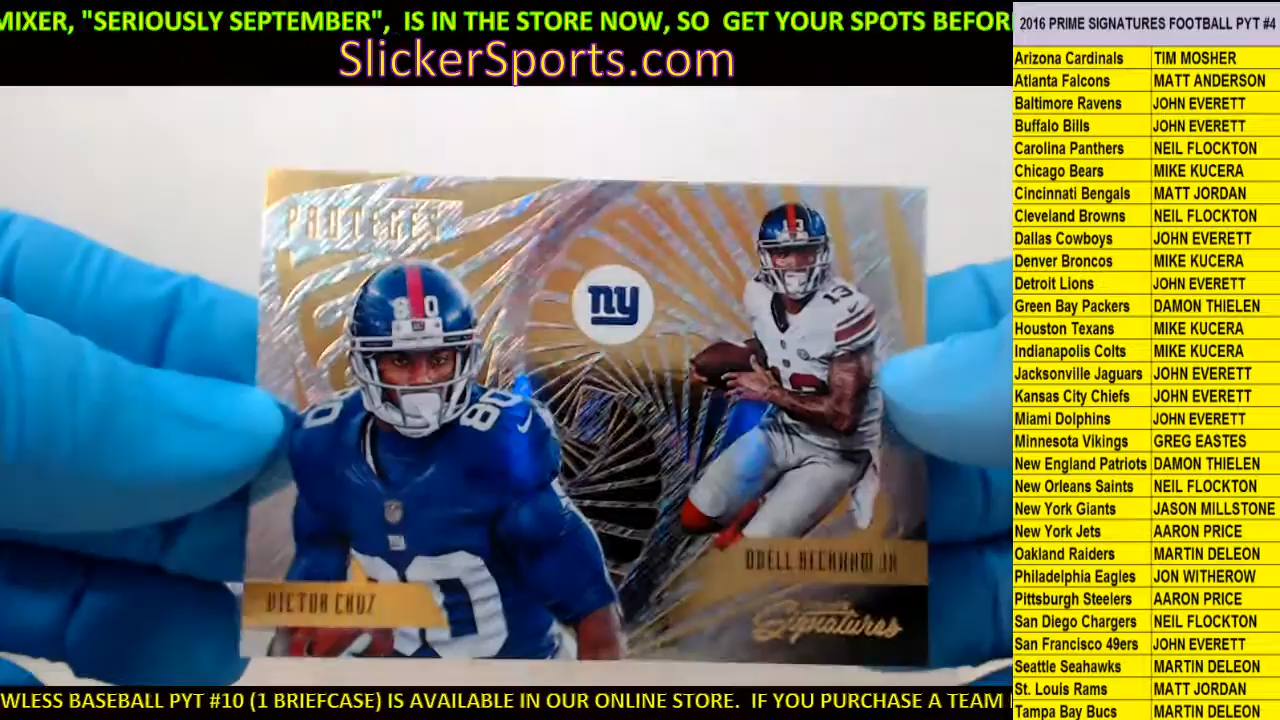 MIXER, "SERIOUSLY SEPTEMBER", IS IN THE STORE NOW, SO GET YOUR SPOTS BEFOR
SlickerSports.com
PROTEGES
80
ny
13
80
80
13
80
ODELL BECKHAM JR
VICTOR CRUZ
Signatures
WLESS BASEBALL PYT #10 (1 BRIEFCASE) IS AVAILABLE IN OUR ONLINE STORE. IF YOU PURCHASE A TEAM
2016 PRIME SIGNATURES FOOTBALL PYT #4
Arizona Cardinals TIM MOSHER
Atlanta Falcons MATT ANDERSON
Baltimore Ravens JOHN EVERETT
Buffalo Bills JOHN EVERETT
Carolina Panthers NEIL FLOCKTON
Chicago Bears MIKE KUCERA
Cincinnati Bengals MATT JORDAN
Cleveland Browns NEIL FLOCKTON
Dallas Cowboys JOHN EVERETT
Denver Broncos MIKE KUCERA
Detroit Lions JOHN EVERETT
Green Bay Packers DAMON THIELEN
Houston Texans MIKE KUCERA
Indianapolis Colts MIKE KUCERA
Jacksonville Jaguars JOHN EVERETT
Kansas City Chiefs JOHN EVERETT
Miami Dolphins JOHN EVERETT
Minnesota Vikings GREG EASTES
New England Patriots DAMON THIELEN
New Orleans Saints NEIL FLOCKTON
New York Giants JASON MILLSTONE
New York Jets AARON PRICE
Oakland Raiders MARTIN DELEON
Philadelphia Eagles JON WITHEROW
Pittsburgh Steelers AARON PRICE
San Diego Chargers NEIL FLOCKTON
San Francisco 49ers JOHN EVERETT
Seattle Seahawks MARTIN DELEON
St. Louis Rams MATT JORDAN
Tampa Bay Bucs MARTIN DELEON